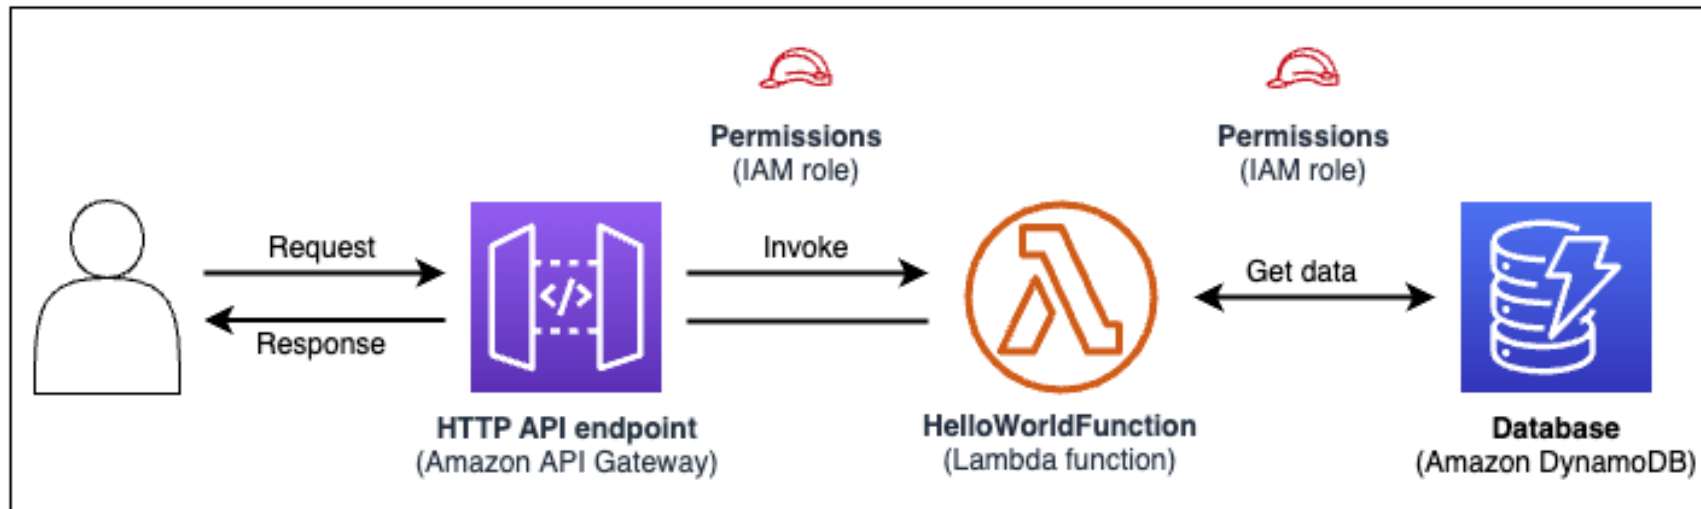 Permissions
(IAM role)
Permissions
(IAM role)
Request
Response
</>
Invoke
Get data
HTTP API endpoint
(Amazon API Gateway)
HelloWorldFunction
(Lambda function)
Database
(Amazon DynamoDB)